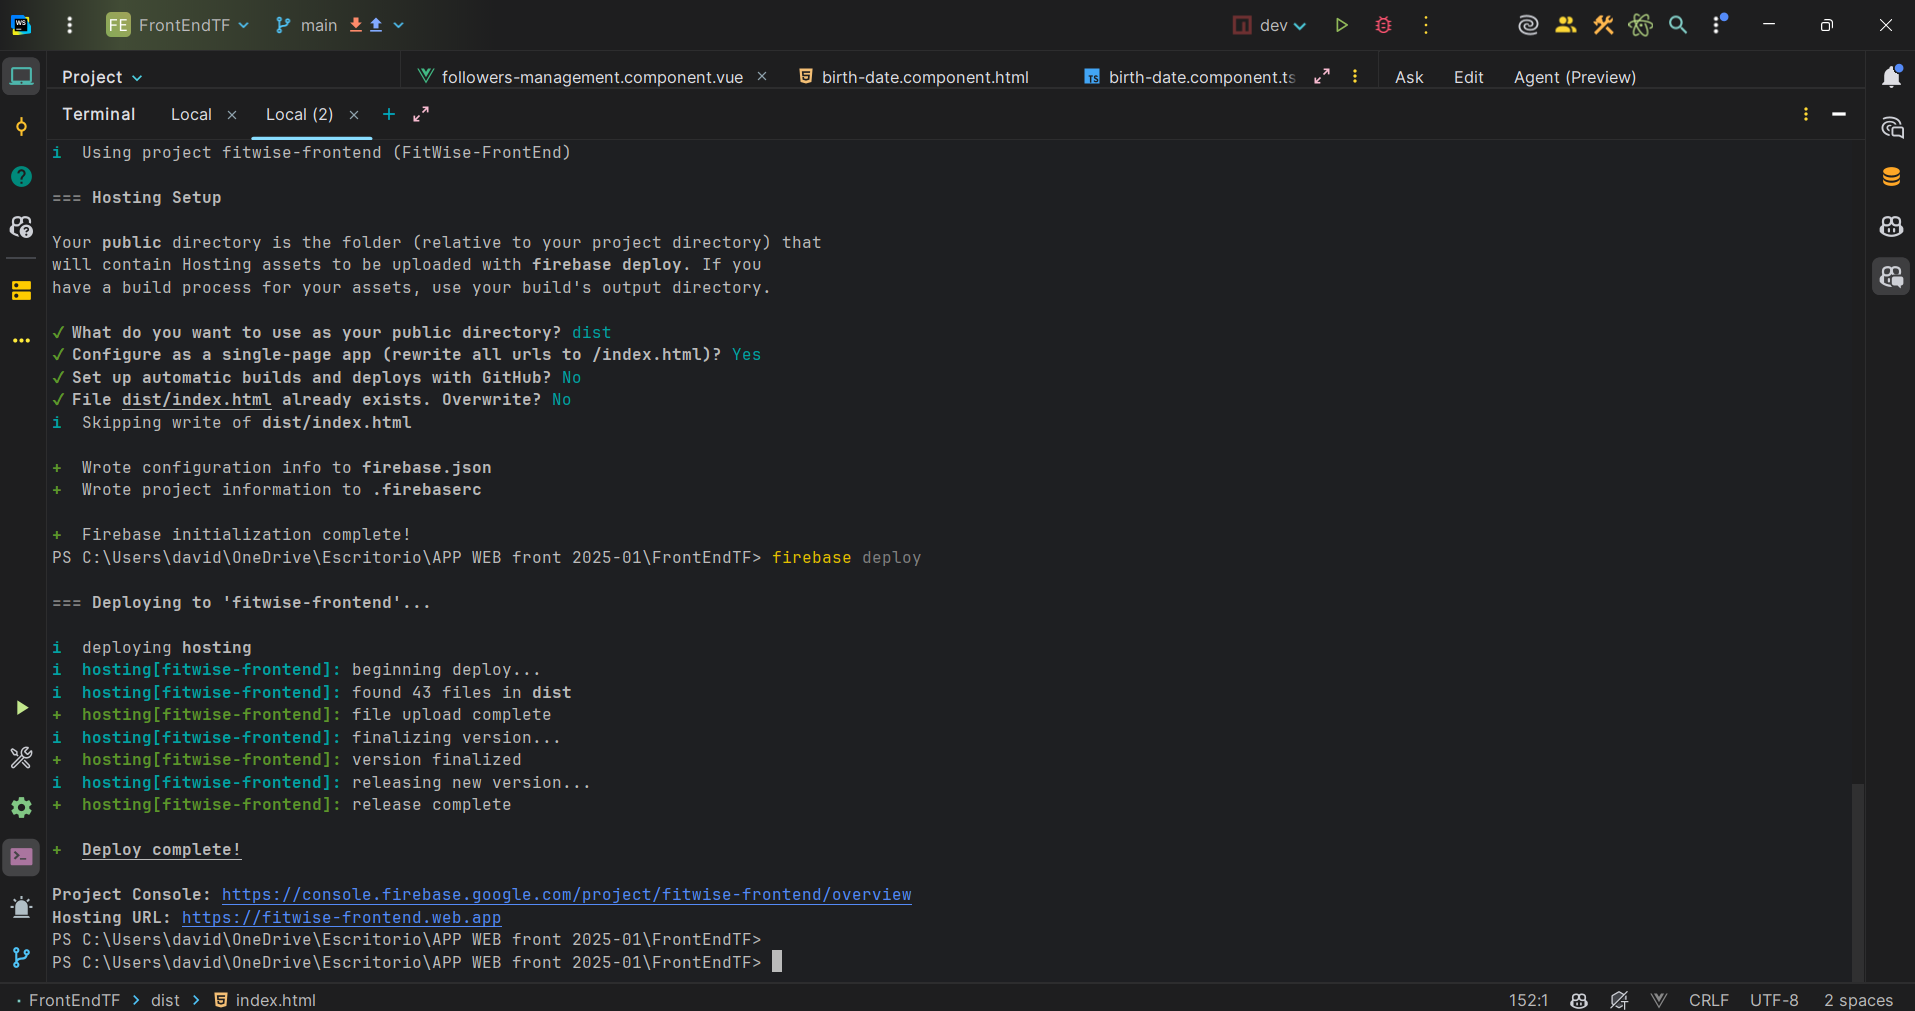 WS
FE FrontEndTF main dev
Project followers-management.component.vue birth-date.component.html TS birth-date.component.ts Ask Edit Agent (Preview)
Terminal Local Local (2)
i Using project fitwise-frontend (FitWise-FrontEnd)
=== Hosting Setup
Your public directory is the folder (relative to your project directory) that
will contain Hosting assets to be uploaded with firebase deploy. If you
have a build process for your assets, use your build's output directory.
✓ What do you want to use as your public directory? dist
✓ Configure as a single-page app (rewrite all urls to /index.html)? Yes
✓ Set up automatic builds and deploys with GitHub? No
✓ File dist/index.html already exists. Overwrite? No
i Skipping write of dist/index.html
+ Wrote configuration info to firebase.json
+ Wrote project information to .firebaserc
+ Firebase initialization complete!
PS C:\Users\david\OneDrive\Escritorio\APP WEB front 2025-01\FrontEndTF> firebase deploy
=== Deploying to 'fitwise-frontend'...
i deploying hosting
i hosting[fitwise-frontend]: beginning deploy...
i hosting[fitwise-frontend]: found 43 files in dist
+ hosting[fitwise-frontend]: file upload complete
i hosting[fitwise-frontend]: finalizing version...
+ hosting[fitwise-frontend]: version finalized
i hosting[fitwise-frontend]: releasing new version...
+ hosting[fitwise-frontend]: release complete
+ Deploy complete!
Project Console: https://console.firebase.google.com/project/fitwise-frontend/overview
Hosting URL: https://fitwise-frontend.web.app
PS C:\Users\david\OneDrive\Escritorio\APP WEB front 2025-01\FrontEndTF>
PS C:\Users\david\OneDrive\Escritorio\APP WEB front 2025-01\FrontEndTF>
FrontEndTF > dist > index.html 152:1 CRLF UTF-8 2 spaces